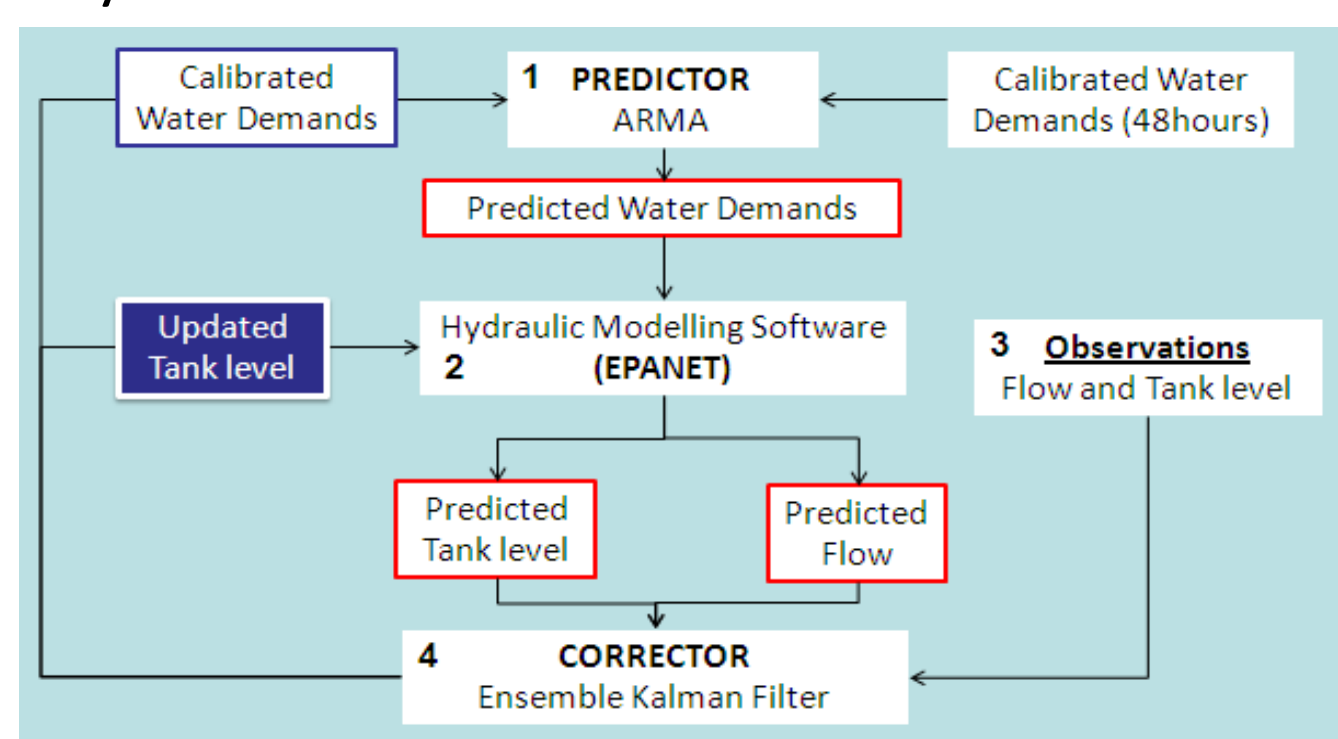 Calibrated
Water Demands
1 PREDICTOR
ARMA
Calibrated Water
Demands (48hours)
Predicted Water Demands
Updated
Tank level
Hydraulic Modelling Software
2 (EPANET)
3 Observations
Flow and Tank level
Predicted
Tank level
Predicted
Flow
4 CORRECTOR
Ensemble Kalman Filter